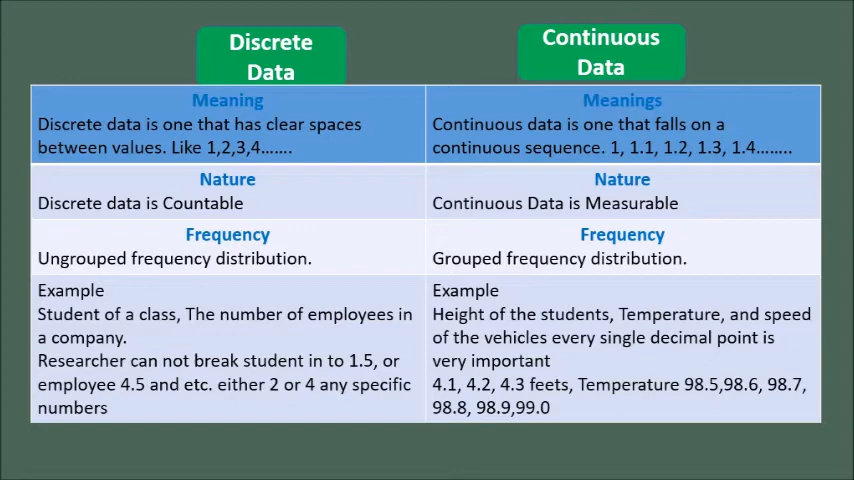 Discrete
Data
Continuous
Data
Meaning
Discrete data is one that has clear spaces
between values. Like 1,2,3,4…….
Meanings
Continuous data is one that falls on a
continuous sequence. 1, 1.1, 1.2, 1.3, 1.4……..
Nature
Discrete data is Countable
Nature
Continuous Data is Measurable
Frequency
Ungrouped frequency distribution.
Frequency
Grouped frequency distribution.
Example
Student of a class, The number of employees in
a company.
Researcher can not break student in to 1.5, or
employee 4.5 and etc. either 2 or 4 any specific
numbers
Example
Height of the students, Temperature, and speed
of the vehicles every single decimal point is
very important
4.1, 4.2, 4.3 feets, Temperature 98.5,98.6, 98.7,
98.8, 98.9,99.0